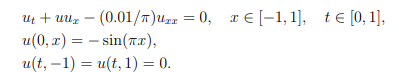 u_t + uu_x − (0.01/π)u_{xx} = 0, x ∈ [−1, 1], t ∈ [0, 1],
u(0, x) = − sin(πx),
u(t, −1) = u(t, 1) = 0.